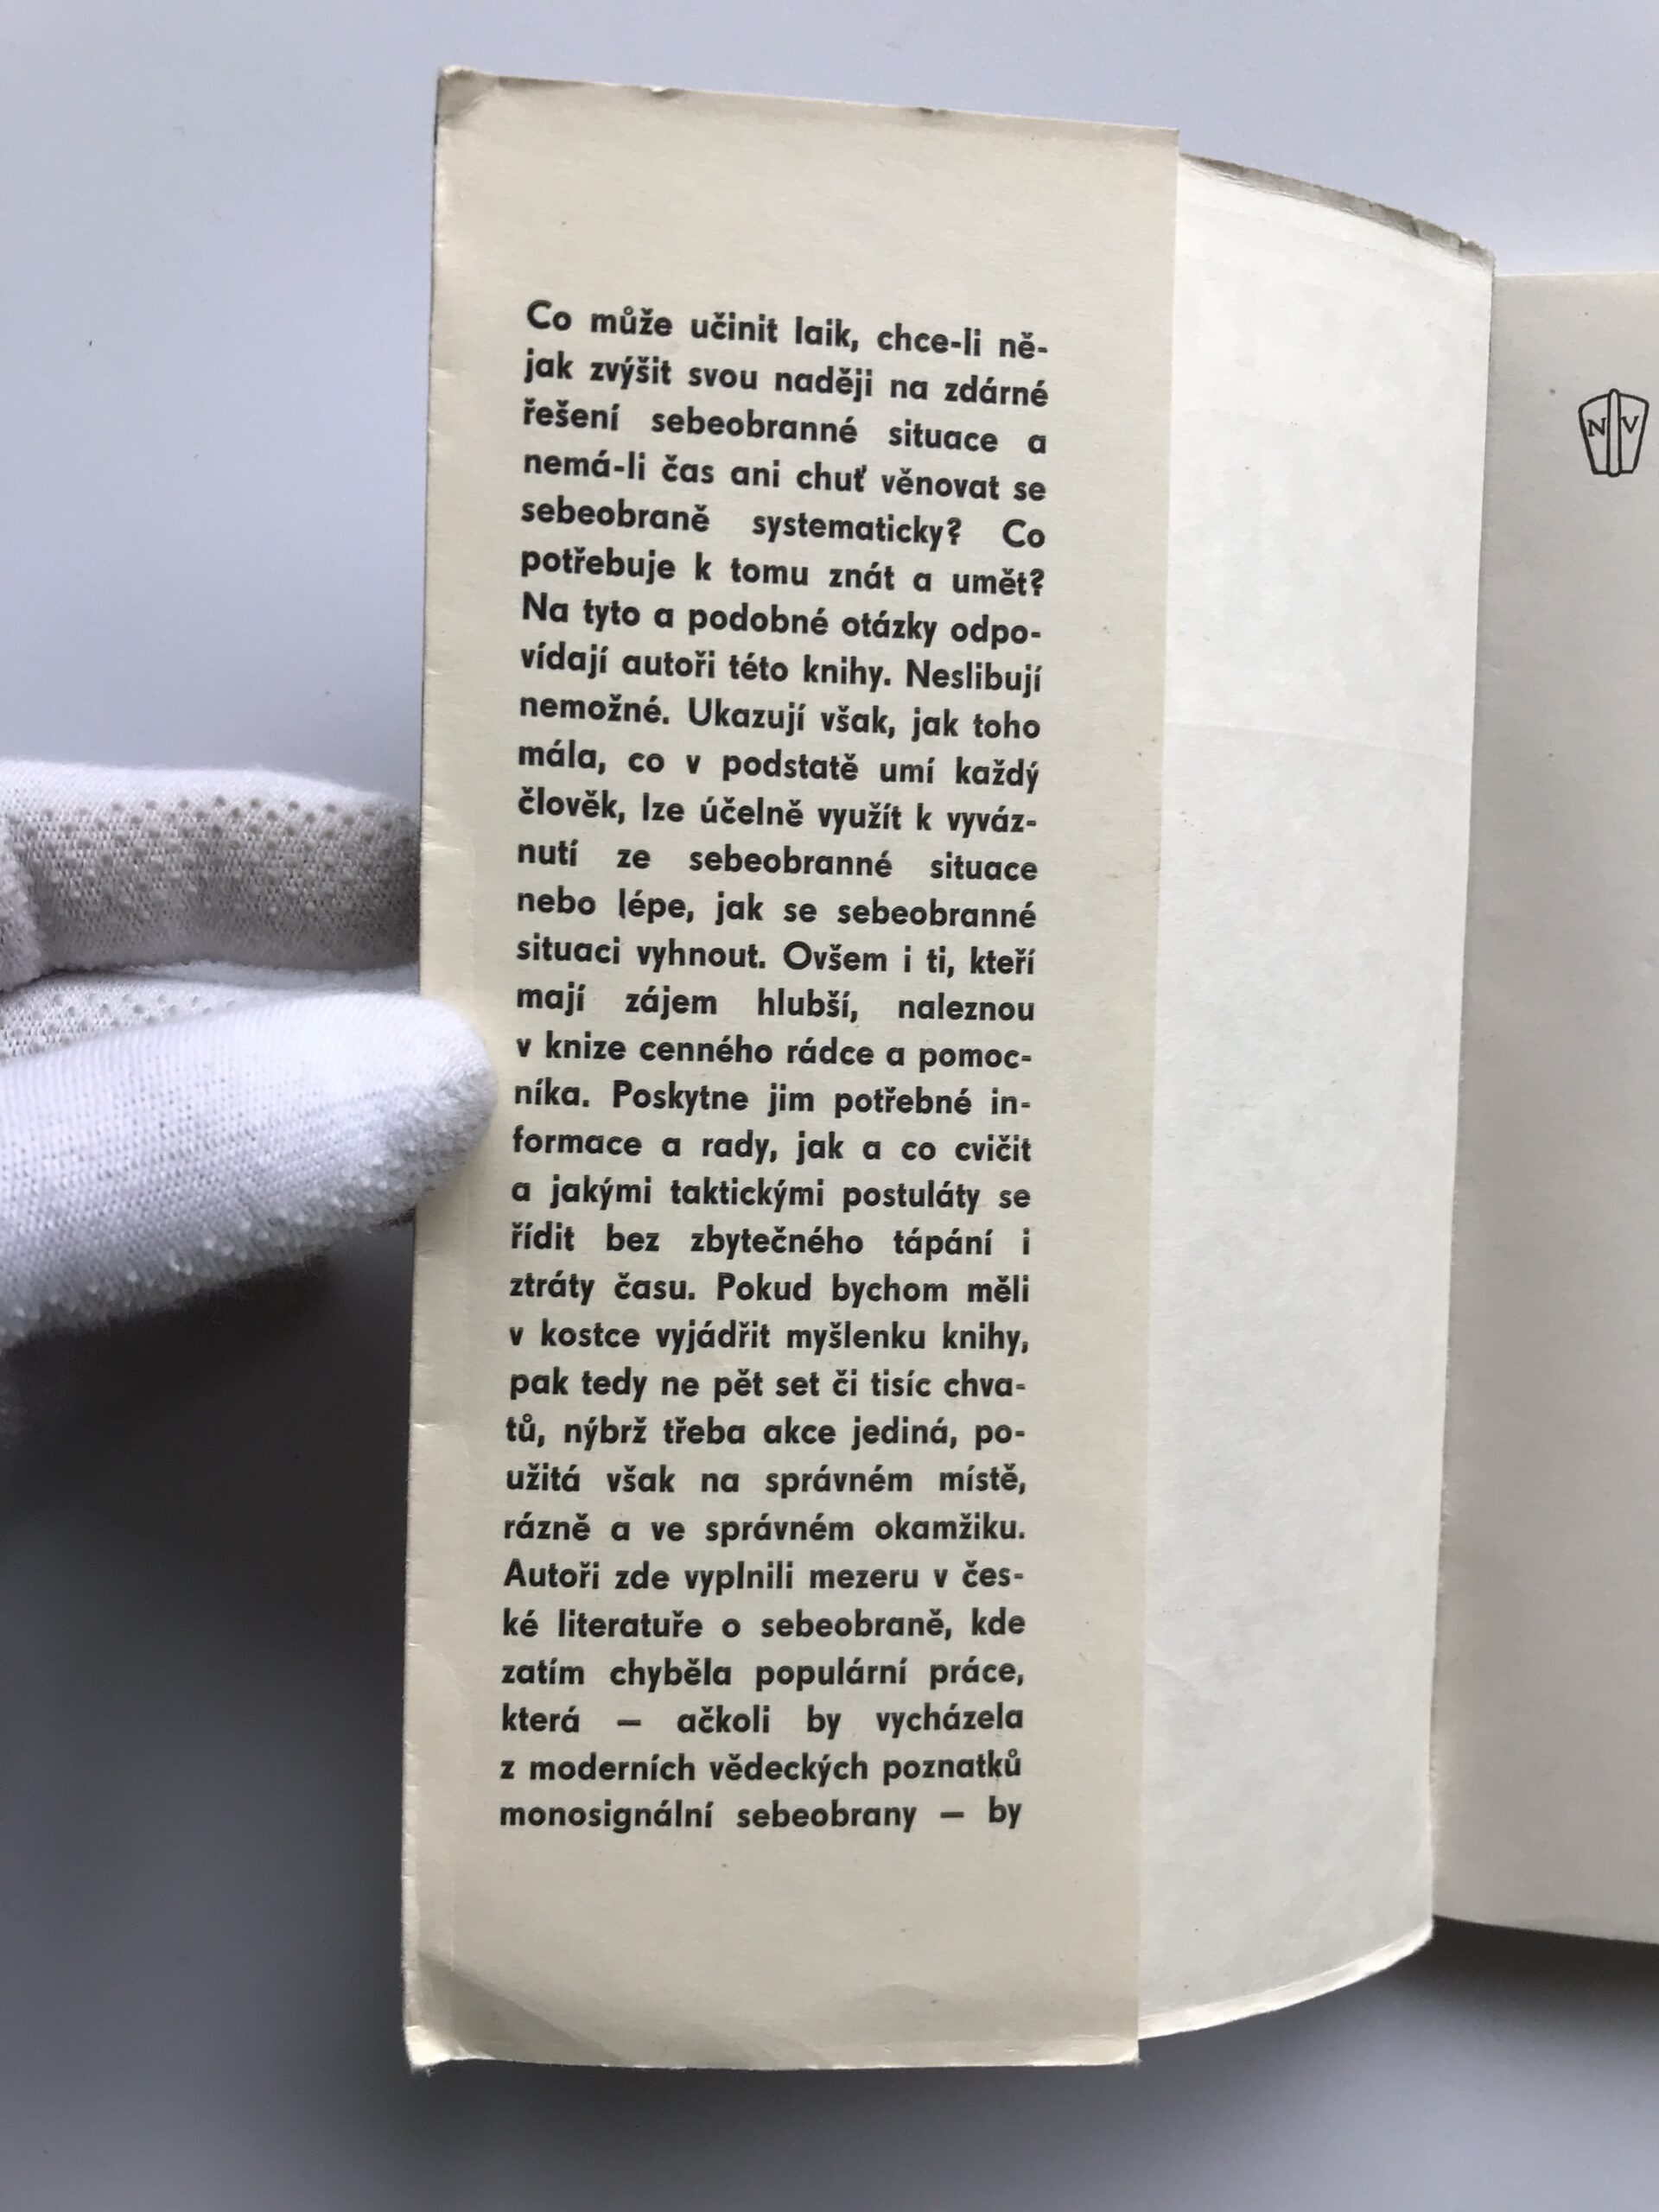 Co může učinit laik, chce-li ně-
jak zvýšit svou naději na zdárné
řešení sebeobranné situace a
nemá-li čas ani chuť věnovat se
sebeobraně systematicky? Co
potřebuje k tomu znát a umět?
Na tyto a podobné otázky odpo-
vídají autoři této knihy. Neslibují
nemožné. Ukazují však, jak toho
mála, co v podstatě umí každý
člověk, lze účelně využít k vyváz-
nutí ze sebeobranné situace
nebo lépe, jak se sebeobranné
situaci vyhnout. Ovšem i ti, kteří
mají zájem hlubší, naleznou
v knize cenného rádce a pomoc-
níka. Poskytne jim potřebné in-
formace a rady, jak a co cvičit
a jakými taktickými postuláty se
řídit bez zbytečného tápání i
ztráty času. Pokud bychom měli
v kostce vyjádřit myšlenku knihy,
pak tedy ne pět set či tisíc chva-
tů, nýbrž třeba akce jediná, po-
užitá však na správném místě,
rázně a ve správném okamžiku.
Autoři zde vyplnili mezeru v čes-
ké literatuře o sebeobraně, kde
zatím chyběla populární práce,
která — ačkoli by vycházela
z moderních vědeckých poznatků
monosignální sebeobrany — by
N V